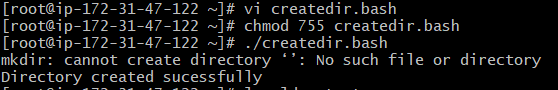 [root@ip-172-31-47-122 ~]# vi createdir.bash
[root@ip-172-31-47-122 ~]# chmod 755 createdir.bash
[root@ip-172-31-47-122 ~]# ./createdir.bash
mkdir: cannot create directory ‘’: No such file or directory
Directory created sucessfully